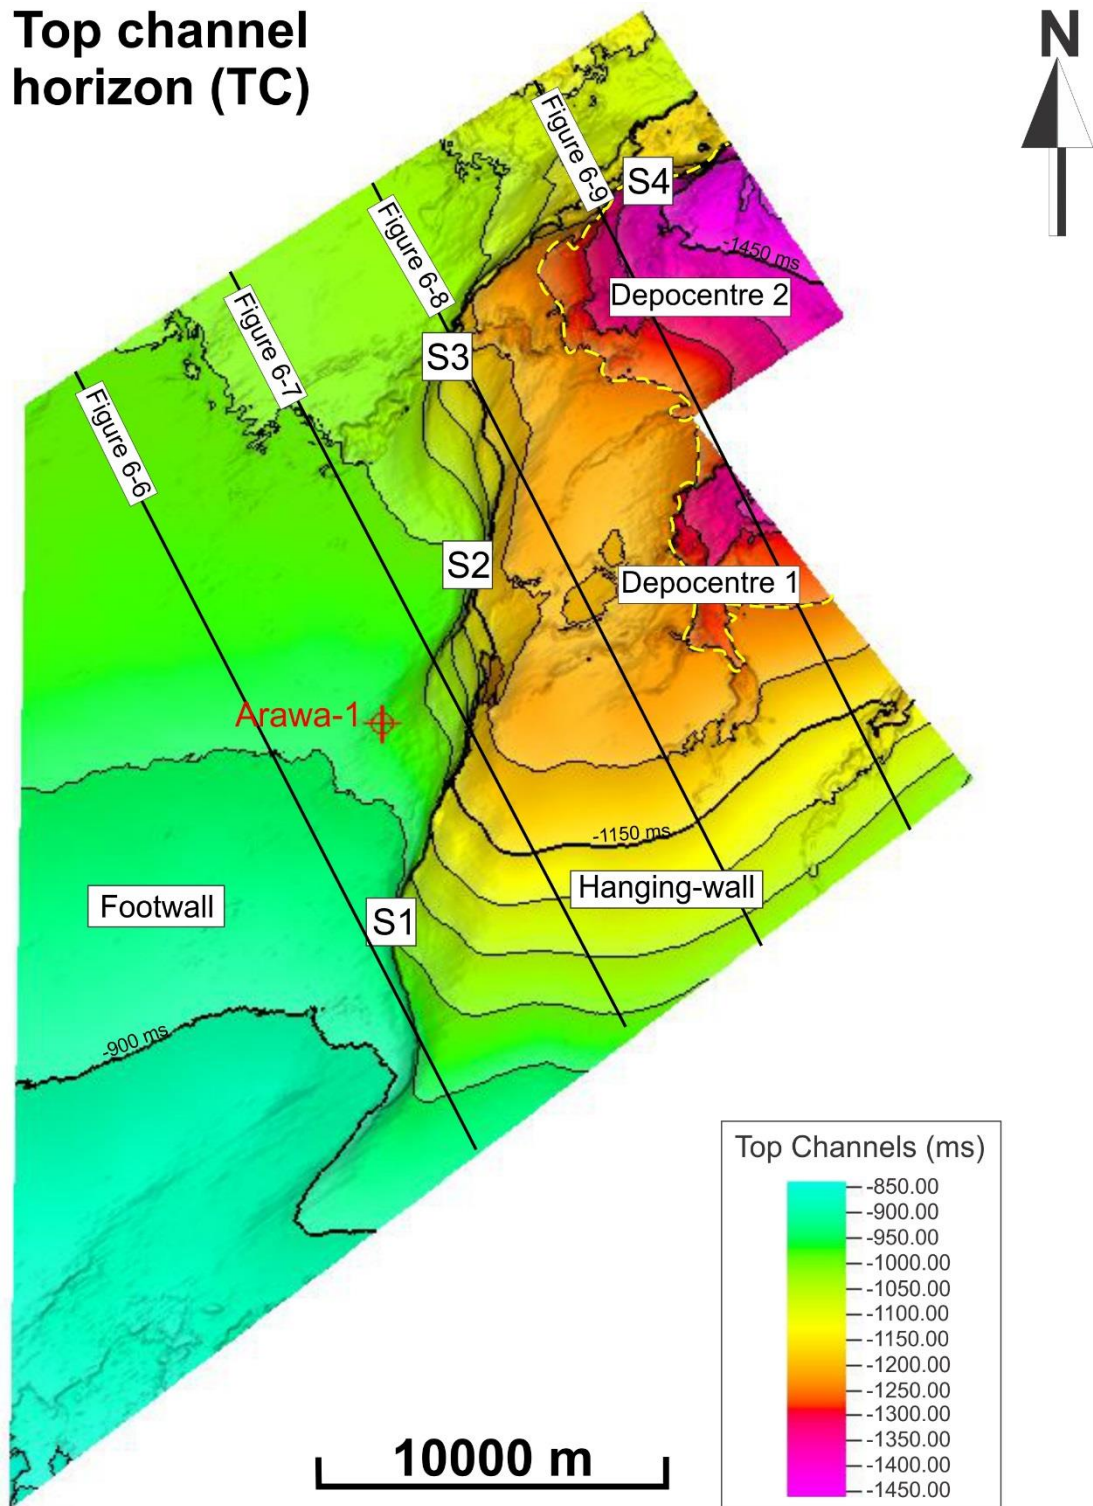 Top channel
horizon (TC)
N
Figure 6-9
S4
-1450 ms
Figure 6-8
Depocentre 2
Figure 6-7
S3
Figure 6-6
S2
Depocentre 1
Arawa-1
-1150 ms
Hanging-wall
Footwall
S1
-900 ms
Top Channels (ms)
-850.00
-900.00
-950.00
-1000.00
-1050.00
-1100.00
-1150.00
-1200.00
-1250.00
-1300.00
-1350.00
-1400.00
-1450.00
10000 m